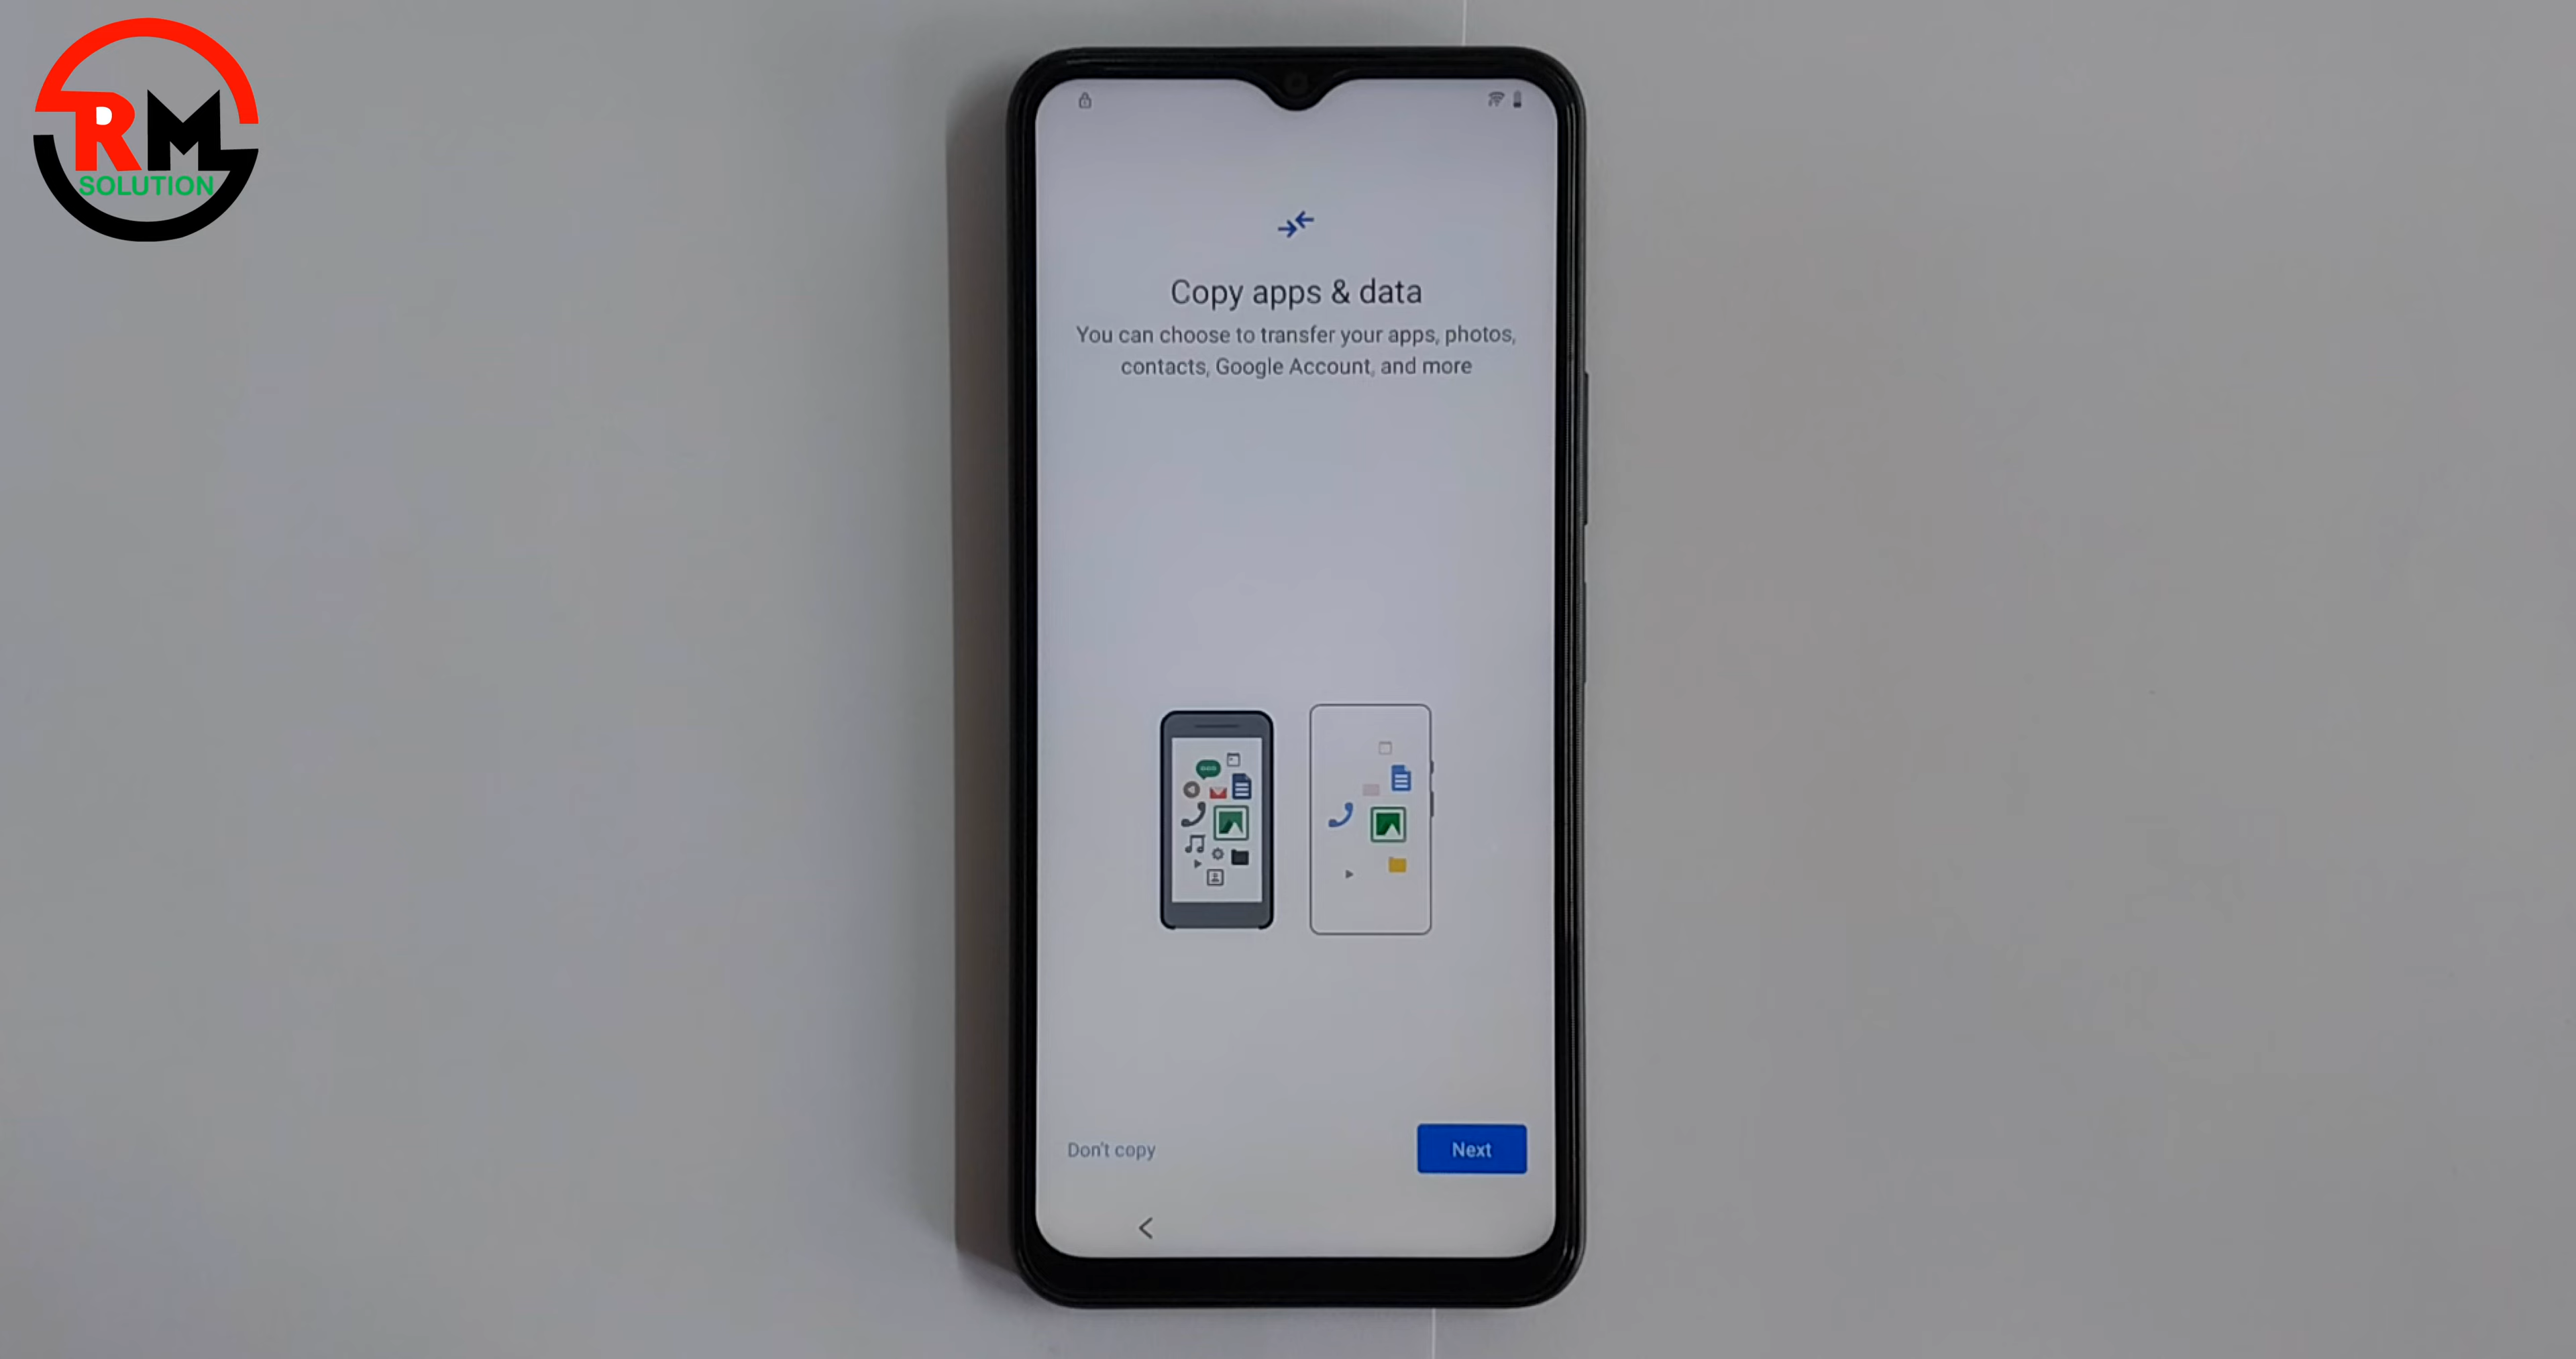 RM
SOLUTION
Copy apps & data
You can choose to transfer your apps, photos,
contacts, Google Account, and more
Don't copy
Next